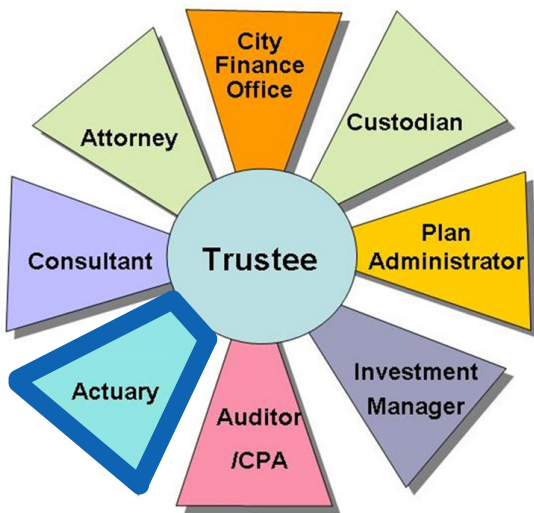 City
Finance
Office
Custodian
Plan
Administrator
Investment
Manager
Auditor
/CPA
Actuary
Consultant
Attorney
Trustee